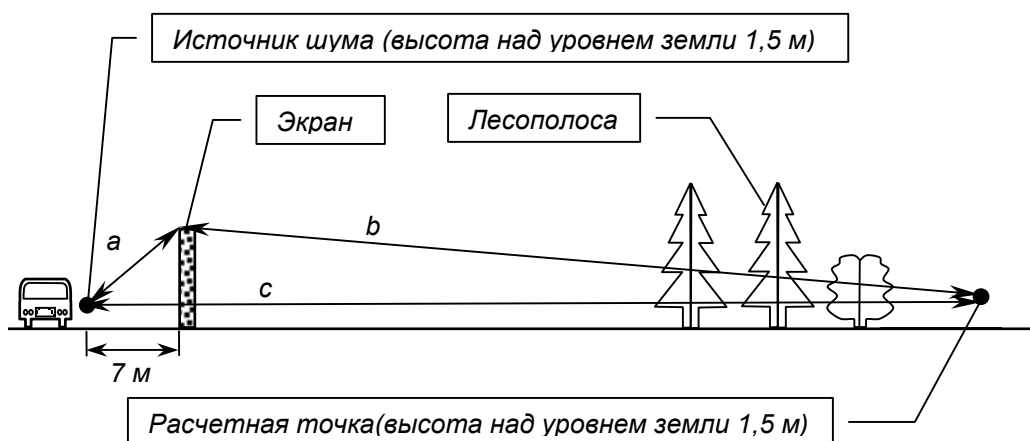 Источник шума (высота над уровнем земли 1,5 м)
Экран
Лесополоса
a
b
c
7 м
Расчетная точка(высота над уровнем земли 1,5 м)